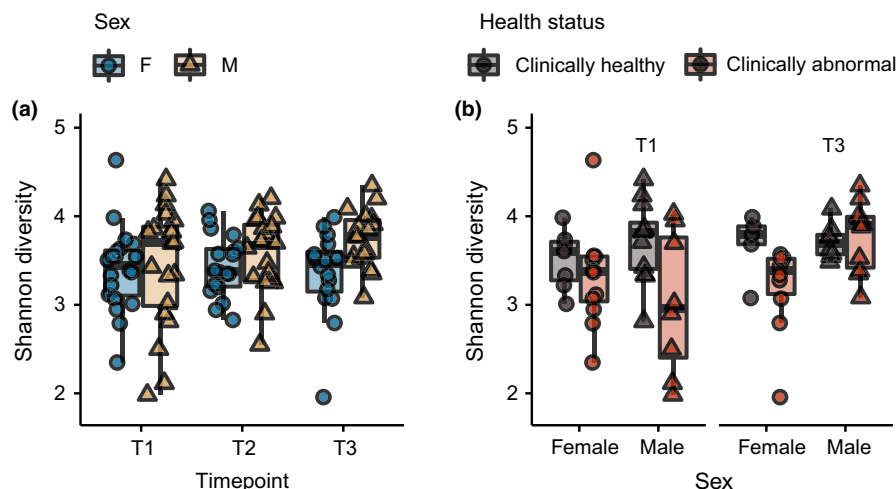 Sex
F M
Health status
Clinically healthy Clinically abnormal
(a)
Shannon diversity
5
4
3
2
T1 T2 T3
Timepoint
(b)
Shannon diversity
5
4
3
2
T1 T3
Female Male Female Male
Sex